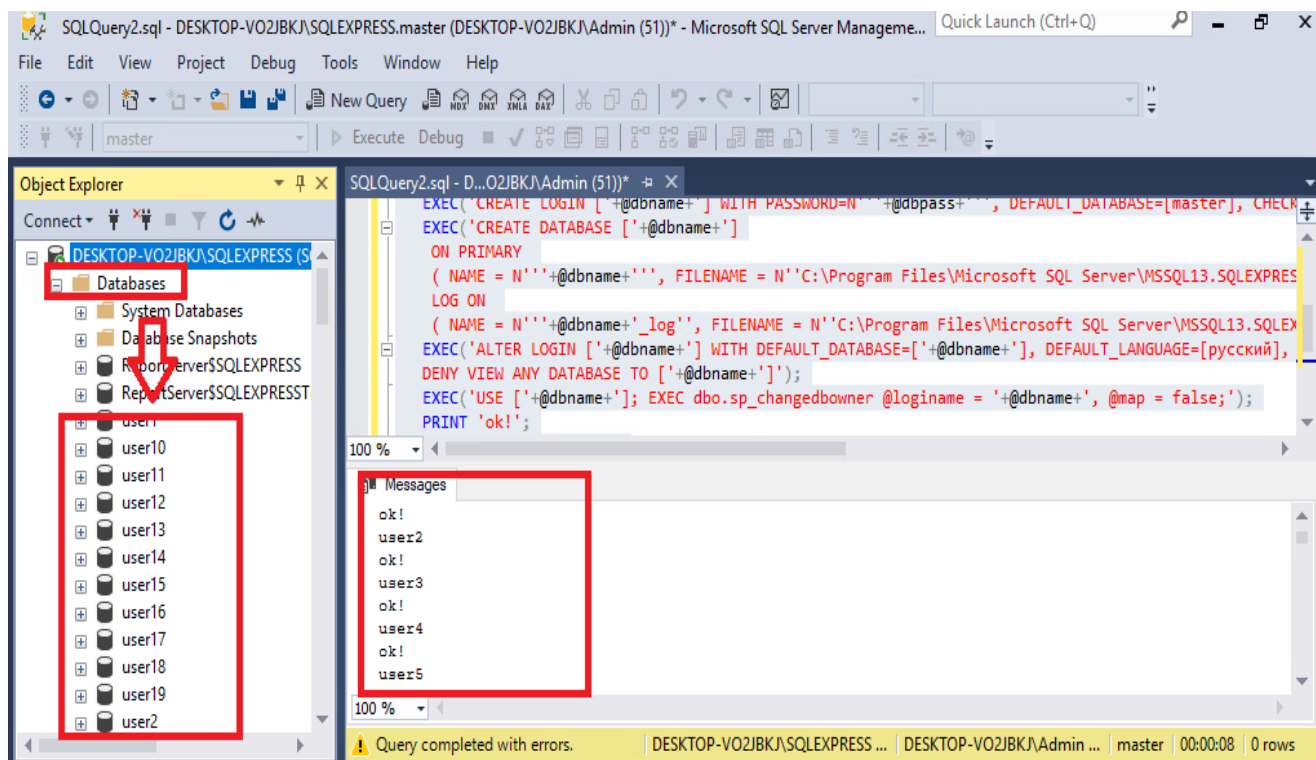 SQLQuery2.sql - DESKTOP-VO2JBKJ\SQLEXPRESS.master (DESKTOP-VO2JBKJ\Admin (51))* - Microsoft SQL Server Manageme...
Quick Launch (Ctrl+Q)
File Edit View Project Debug Tools Window Help
New Query MDX DMX XMLA DAX
master Execute Debug
Object Explorer
Connect
DESKTOP-VO2JBKJ\SQLEXPRESS (S
Databases
System Databases
Database Snapshots
ReportServer$SQLEXPRESS
ReportServer$SQLEXPRESST
user1
user10
user11
user12
user13
user14
user15
user16
user17
user18
user19
user2
SQLQuery2.sql - D...O2JBKJ\Admin (51))*
EXEC('CREATE LOGIN ['+@dbname+'] WITH PASSWORD=N'''+@dbpass+''', DEFAULT_DATABASE=[master], CHECK
EXEC('CREATE DATABASE ['+@dbname+']
ON PRIMARY
( NAME = N'''+@dbname+''', FILENAME = N''C:\Program Files\Microsoft SQL Server\MSSQL13.SQLEXPRES
LOG ON
( NAME = N'''+@dbname+'_log'', FILENAME = N''C:\Program Files\Microsoft SQL Server\MSSQL13.SQLEX
EXEC('ALTER LOGIN ['+@dbname+'] WITH DEFAULT_DATABASE=['+@dbname+'], DEFAULT_LANGUAGE=[русский],
DENY VIEW ANY DATABASE TO ['+@dbname+']');
EXEC('USE ['+@dbname+']; EXEC dbo.sp_changedbowner @loginame = '+@dbname+', @map = false;');
PRINT 'ok!';
100 %
Messages
ok!
user2
ok!
user3
ok!
user4
ok!
user5
100 %
Query completed with errors. DESKTOP-VO2JBKJ\SQLEXPRESS ... DESKTOP-VO2JBKJ\Admin ... master 00:00:08 0 rows